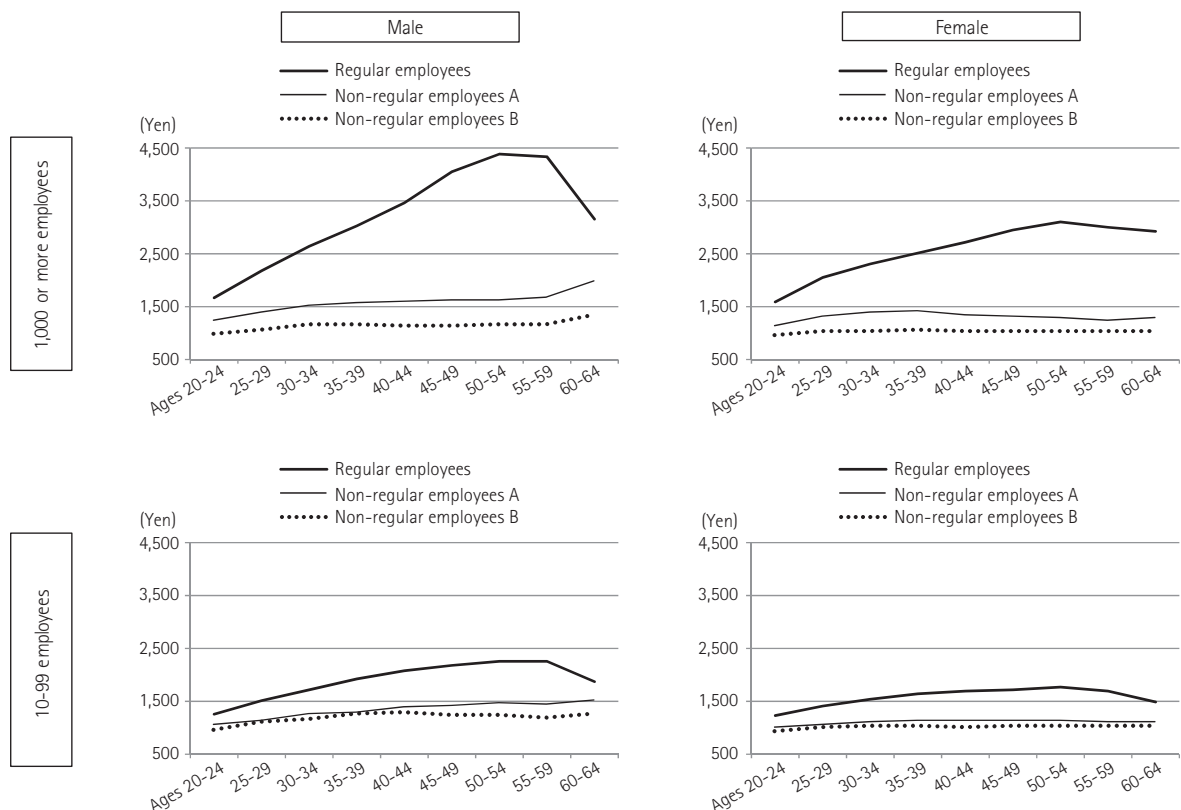 Male
Regular employees
Non-regular employees A
Non-regular employees B
(Yen)
4,500
3,500
2,500
1,500
500
Ages 20-24
25-29
30-34
35-39
40-44
45-49
50-54
55-59
60-64
Female
Regular employees
Non-regular employees A
Non-regular employees B
(Yen)
4,500
3,500
2,500
1,500
500
Ages 20-24
25-29
30-34
35-39
40-44
45-49
50-54
55-59
60-64
1,000 or more employees
Regular employees
Non-regular employees A
Non-regular employees B
(Yen)
4,500
3,500
2,500
1,500
500
Ages 20-24
25-29
30-34
35-39
40-44
45-49
50-54
55-59
60-64
Regular employees
Non-regular employees A
Non-regular employees B
(Yen)
4,500
3,500
2,500
1,500
500
Ages 20-24
25-29
30-34
35-39
40-44
45-49
50-54
55-59
60-64
10-99 employees